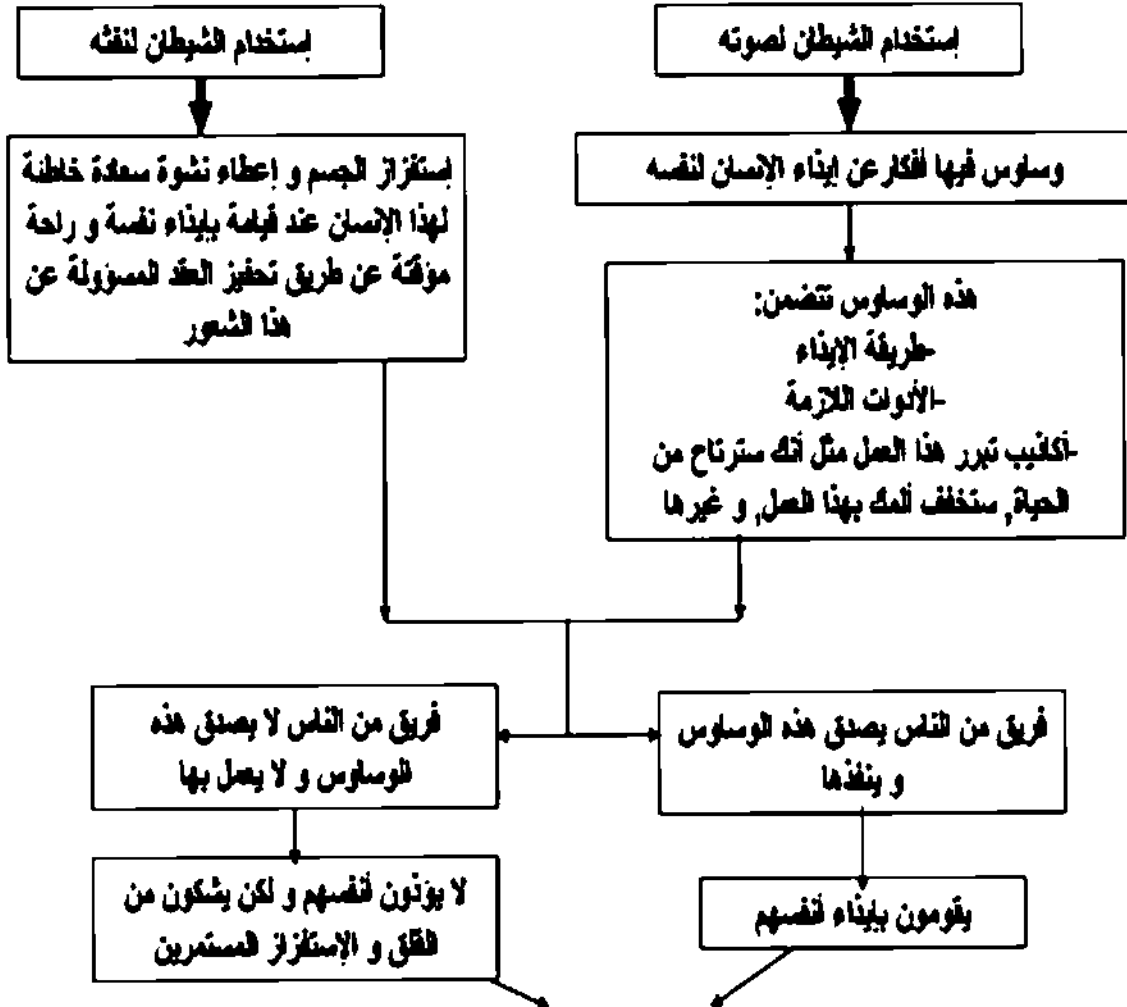 إستخدام الشيطان لصوته
إستخدام الشيطان لنفثه
وساوس فيها أفكار عن إيذاء الإنسان لنفسه
إستفزاز الجسم و إعطاء نشوة سعادة خاطئة
لهذا الإنسان عند قيامة بإيذاء نفسة و راحة
مؤقتة عن طريق تحفيز العقد المسؤولة عن
هذا الشعور
هذه الوساوس تتضمن:
-طريقة الإيذاء
-الأدوات اللازمة
-أكاذيب تبرر هذا العمل مثل أنك سترتاح من
الحياة, ستخفف ألمك بهذا العمل, و غيرها
فريق من الناس يصدق هذه الوساوس
و ينفذها
فريق من الناس لا يصدق هذه
الوساوس و لا يعمل بها
يقومون بإيذاء أنفسهم
لا يؤذون أنفسهم و لكن يشكون من
القلق و الإستفزاز المستمرين